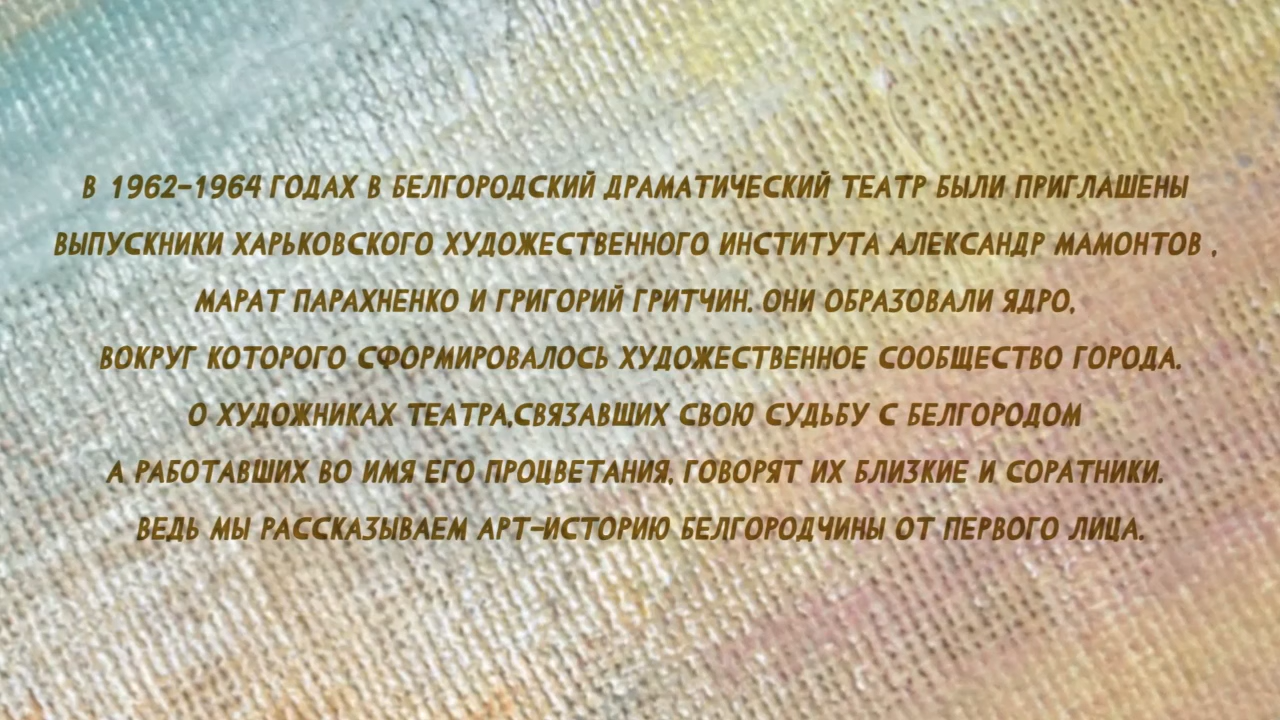 В 1962-1964 ГОДАХ В БЕЛГОРОДСКИЙ ДРАМАТИЧЕСКИЙ ТЕАТР БЫЛИ ПРИГЛАШЕНЫ
ВЫПУСКНИКИ ХАРЬКОВСКОГО ХУДОЖЕСТВЕННОГО ИНСТИТУТА АЛЕКСАНДР МАМОНТОВ ,
МАРАТ ПАРАХНЕНКО И ГРИГОРИЙ ГРИТЧИН. ОНИ ОБРАЗОВАЛИ ЯДРО,
ВОКРУГ КОТОРОГО СФОРМИРОВАЛОСЬ ХУДОЖЕСТВЕННОЕ СООБЩЕСТВО ГОРОДА.
О ХУДОЖНИКАХ ТЕАТРА,СВЯЗАВШИХ СВОЮ СУДЬБУ С БЕЛГОРОДОМ
А РАБОТАВШИХ ВО ИМЯ ЕГО ПРОЦВЕТАНИЯ, ГОВОРЯТ ИХ БЛИЗКИЕ И СОРАТНИКИ.
ВЕДЬ МЫ РАССКАЗЫВАЕМ АРТ-ИСТОРИЮ БЕЛГОРОДЧИНЫ ОТ ПЕРВОГО ЛИЦА.